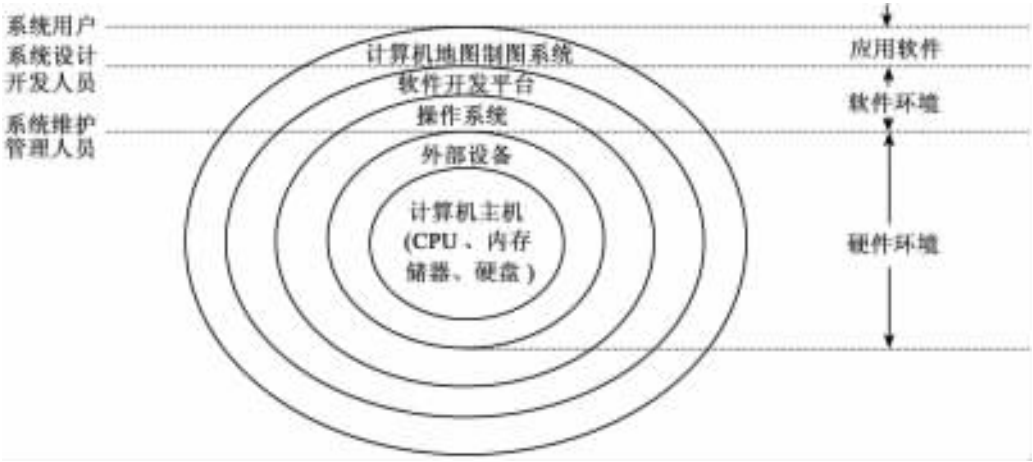 系统用户
系统设计
开发人员
系统维护
管理人员
计算机地图制图系统
软件开发平台
操作系统
外部设备
计算机主机
(CPU 、内存
储器、硬盘)
应用软件
软件环境
硬件环境